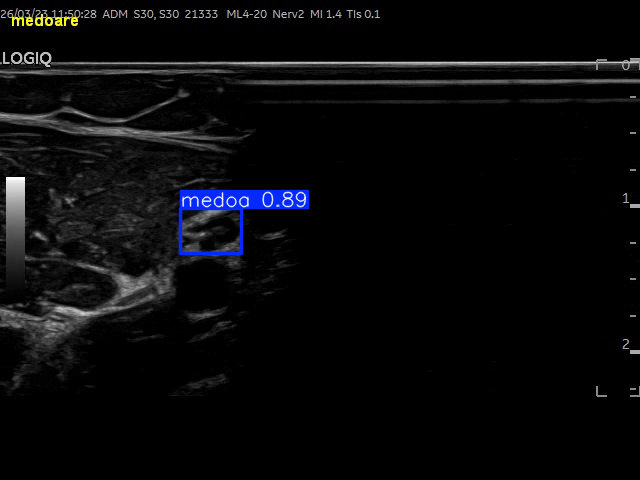 26/03/23 11:50:28 ADM S30, S30 21333 ML4-20 Nerv2 MI 1.4 TIs 0.1
medoare
LOGIQ
0
medoa 0.89
1
2